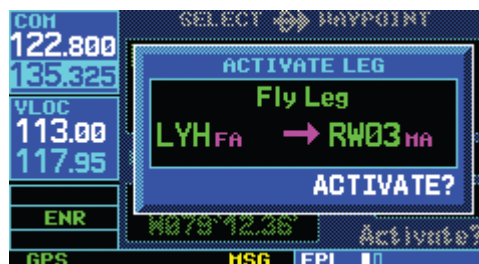 COM
122.800
135.325
VLOC
113.00
117.95
ENR
GPS
SELECT WAYPOINT
ACTIVATE LEG
Fly Leg
LYH FA → RW03 MA
ACTIVATE?
W079°12.36'
Activate?
MSG FPL